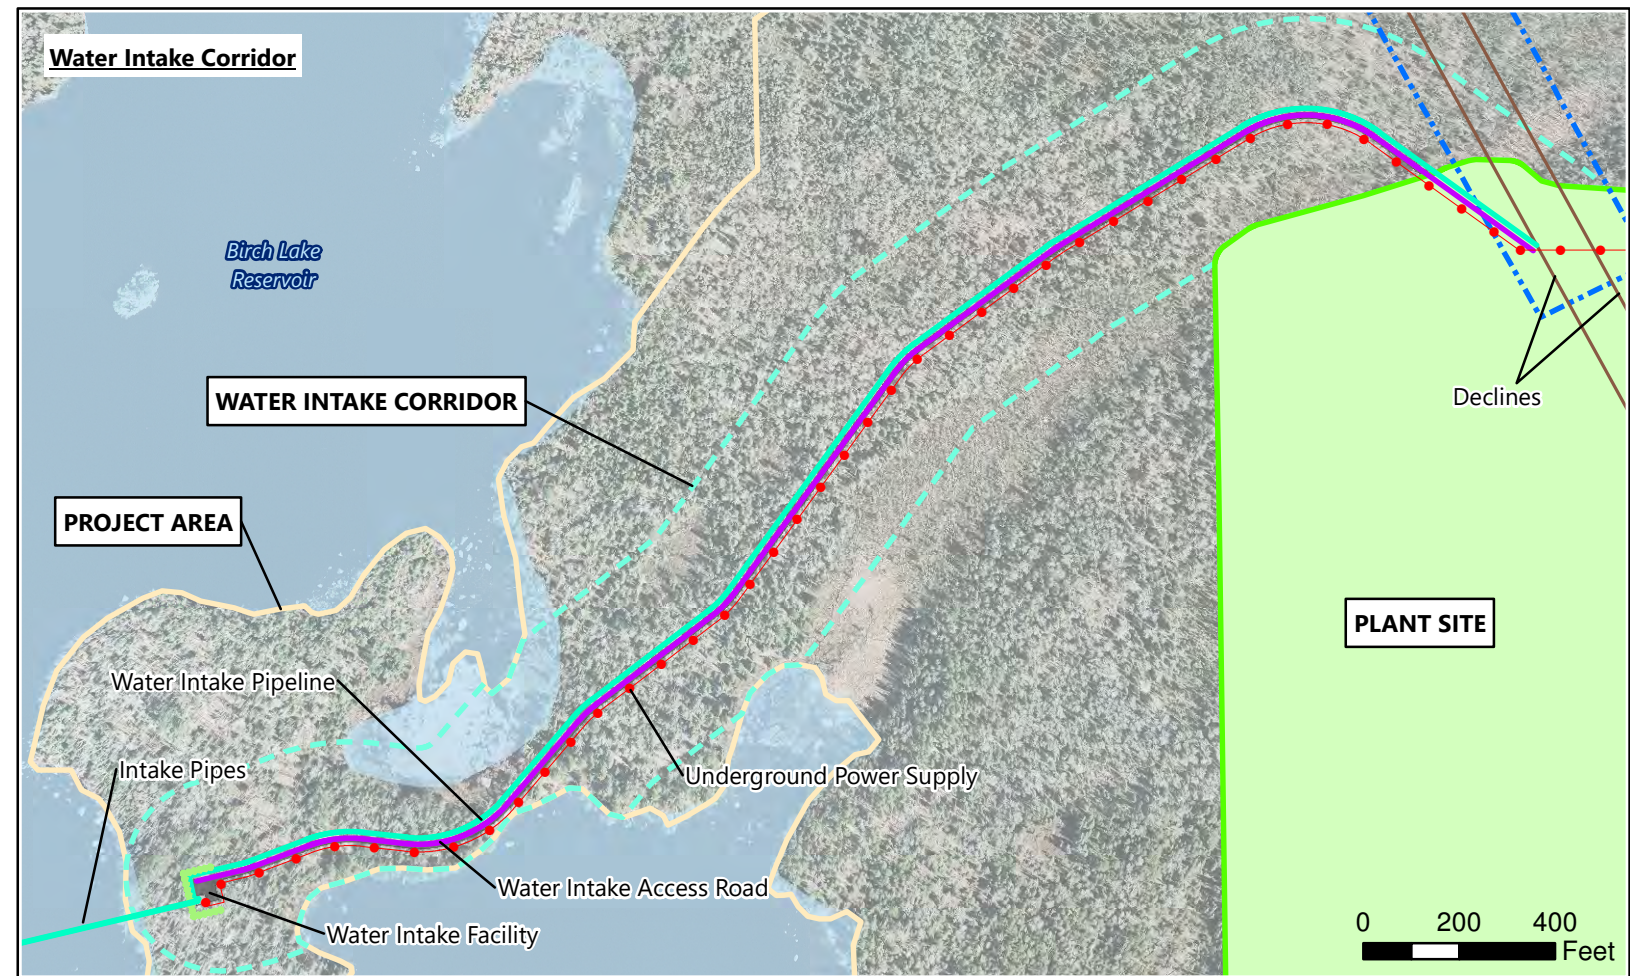 Water Intake Corridor
Birch Lake
Reservoir
WATER INTAKE CORRIDOR
Declines
PROJECT AREA
PLANT SITE
Water Intake Pipeline
Intake Pipes
Underground Power Supply
Water Intake Access Road
Water Intake Facility
0 200 400
Feet